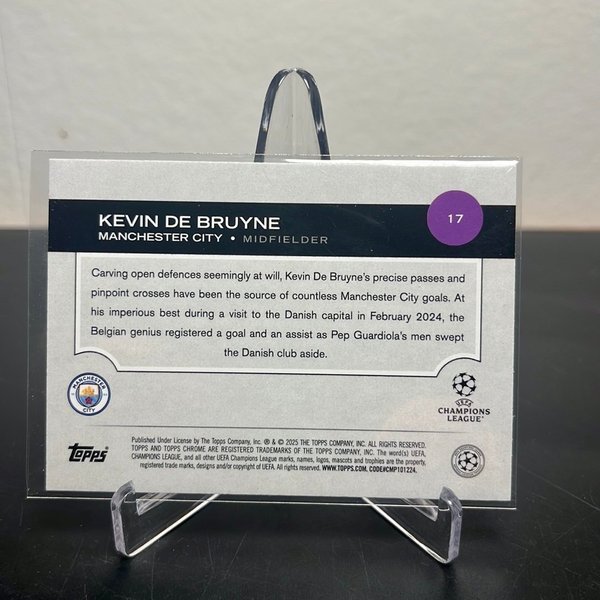 17
KEVIN DE BRUYNE
MANCHESTER CITY • MIDFIELDER
Carving open defences seemingly at will, Kevin De Bruyne's precise passes and
pinpoint crosses have been the source of countless Manchester City goals. At
his imperious best during a visit to the Danish capital in February 2024, the
Belgian genius registered a goal and an assist as Pep Guardiola's men swept
the Danish club aside.
MANCHESTER
CITY
UEFA
CHAMPIONS
LEAGUE
topps
Published Under License by The Topps Company, Inc. ® & © 2025 THE TOPPS COMPANY, INC. ALL RIGHTS RESERVED.
TOPPS AND TOPPS CHROME ARE REGISTERED TRADEMARKS OF THE TOPPS COMPANY, INC. The word(s) UEFA,
CHAMPIONS LEAGUE, and all other UEFA Champions League marks, names, logos, mascots and trophies are the property,
registered trade marks, designs and/or copyright of UEFA. All rights reserved. WWW.TOPPS.COM. CODE#CMP101224.